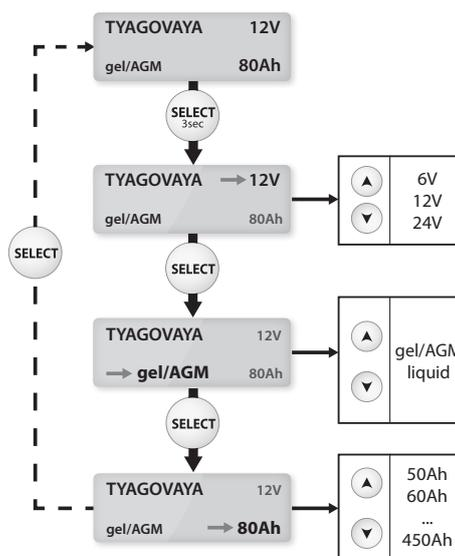 TYAGOVAYA 12V
gel/AGM 80Ah
SELECT
3sec
TYAGOVAYA 12V
gel/AGM 80Ah
6V
12V
24V
SELECT
SELECT
TYAGOVAYA 12V
gel/AGM 80Ah
gel/AGM
liquid
SELECT
TYAGOVAYA 12V
gel/AGM 80Ah
50Ah
60Ah
...
450Ah